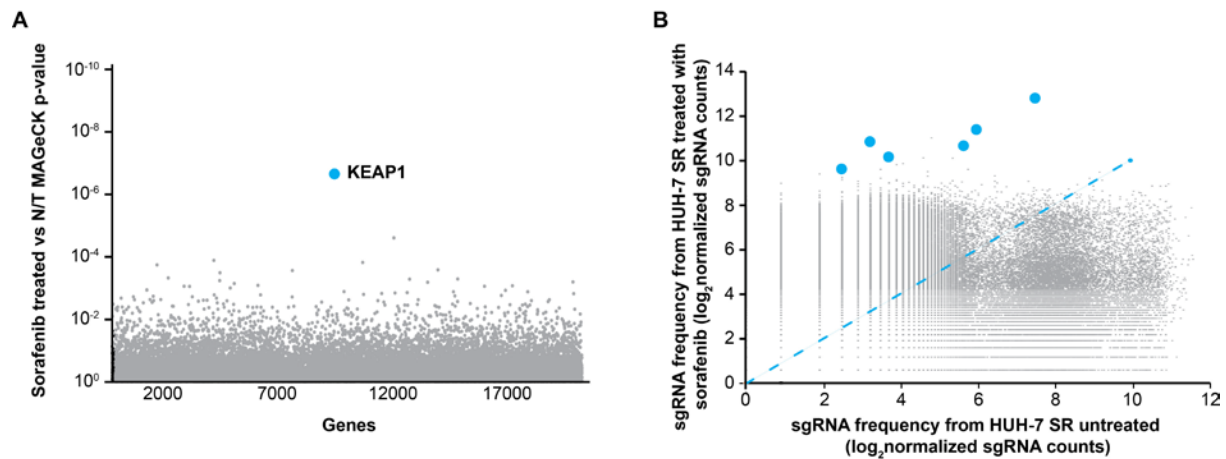 A
Sorafenib treated vs N/T MAGeCK p-value
10-10
10-8
10-6
10-4
10-2
100
KEAP1
2000 7000 12000 17000
Genes
B
sgRNA frequency from HUH-7 SR treated with
sorafenib (log2normalized sgRNA counts)
14
12
10
8
6
4
2
0
0 2 4 6 8 10 12
sgRNA frequency from HUH-7 SR untreated
(log2normalized sgRNA counts)